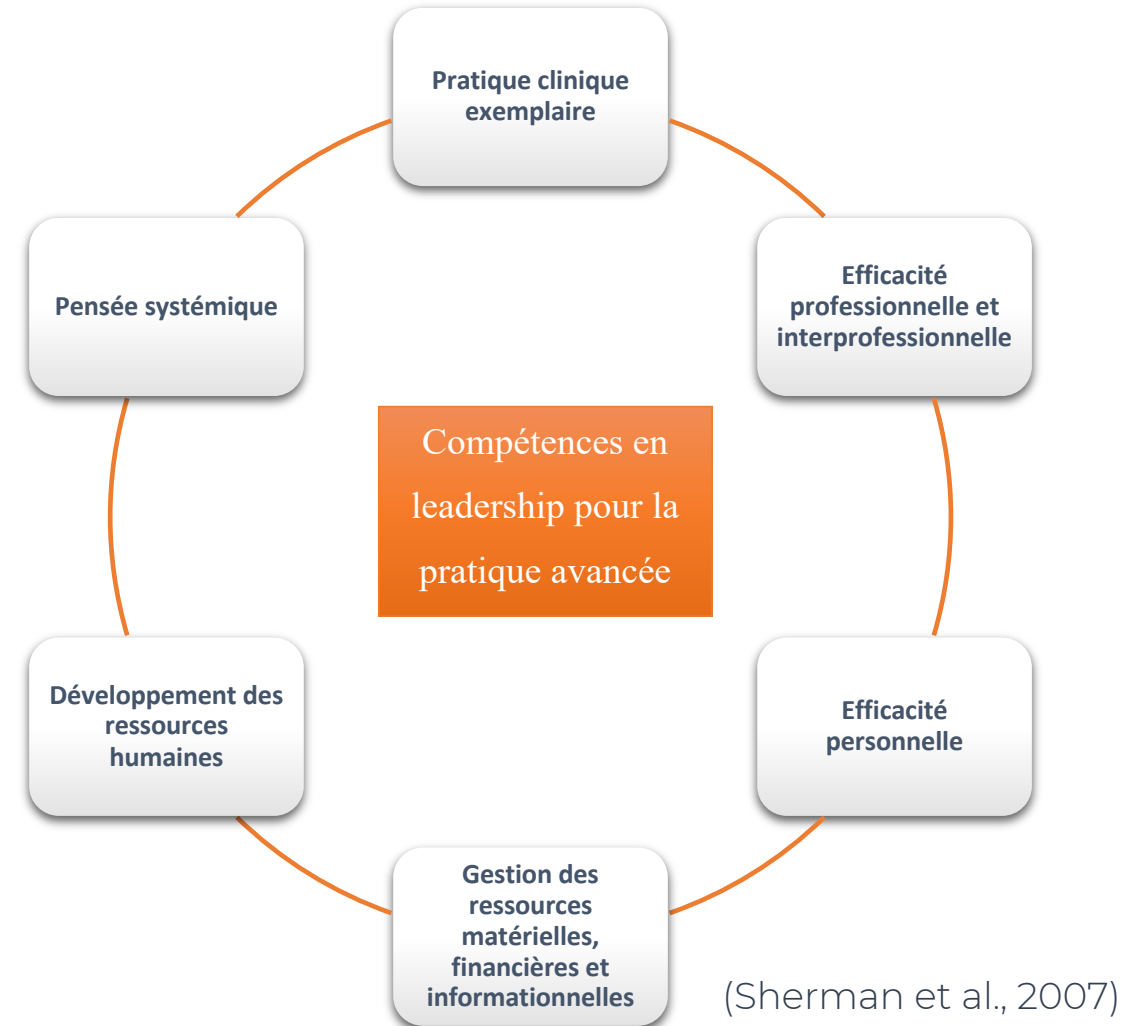 Pratique clinique
exemplaire
Efficacité
professionnelle et
interprofessionnelle
Pensée systémique
Compétences en
leadership pour la
pratique avancée
Développement des
ressources
humaines
Efficacité
personnelle
Gestion des
ressources
matérielles,
financières et
informationnelles
(Sherman et al., 2007)